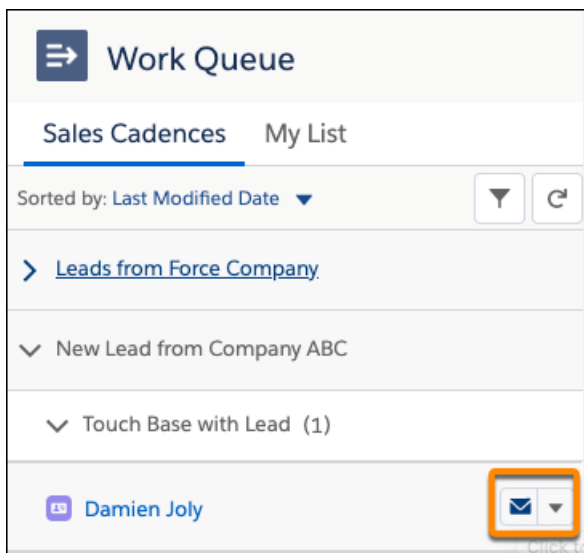 Work Queue
Sales Cadences My List
Sorted by: Last Modified Date
Leads from Force Company
New Lead from Company ABC
Touch Base with Lead (1)
Damien Joly
Click